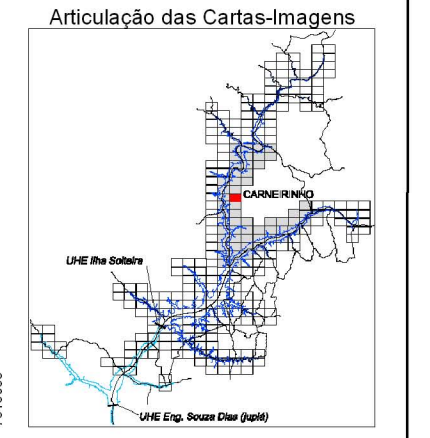 Articulação das Cartas-Imagens
CARNEIRINHO
UHE Ilha Solteira
UHE Eng. Souza Dias (jupiá)